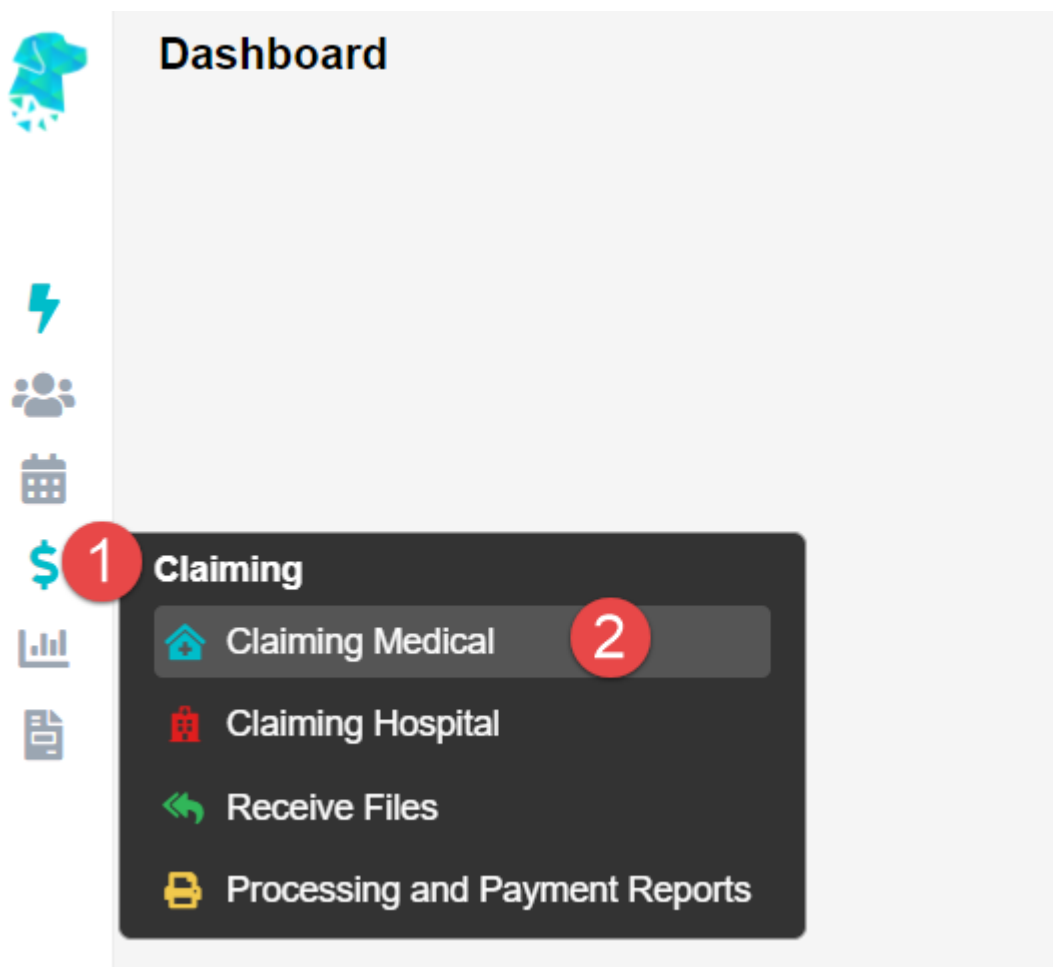 Dashboard
1
Claiming
Claiming Medical 2
Claiming Hospital
Receive Files
Processing and Payment Reports